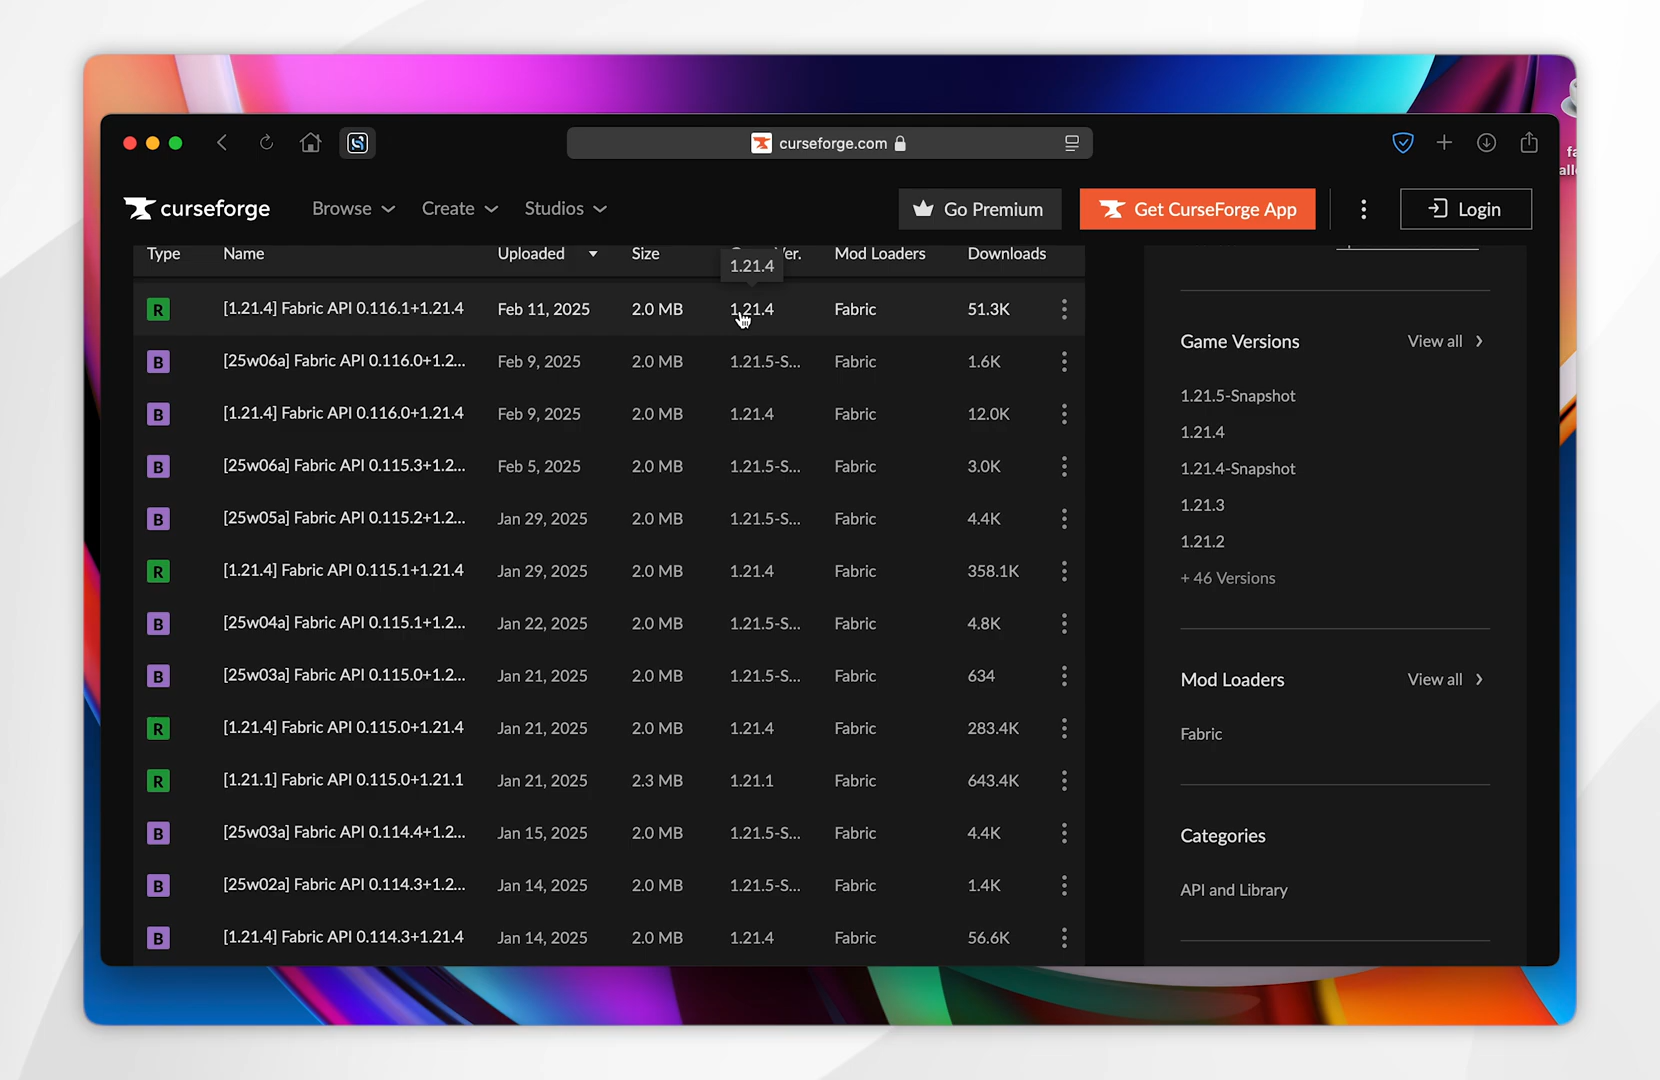 curseforge.com
fa
alle
curseforge Browse Create Studios Go Premium Get CurseForge App Login
Type Name Uploaded Size er. Mod Loaders Downloads
1.21.4
R [1.21.4] Fabric API 0.116.1+1.21.4 Feb 11, 2025 2.0 MB 1.21.4 Fabric 51.3K
B [25w06a] Fabric API 0.116.0+1.2... Feb 9, 2025 2.0 MB 1.21.5-S... Fabric 1.6K
B [1.21.4] Fabric API 0.116.0+1.21.4 Feb 9, 2025 2.0 MB 1.21.4 Fabric 12.0K
B [25w06a] Fabric API 0.115.3+1.2... Feb 5, 2025 2.0 MB 1.21.5-S... Fabric 3.0K
B [25w05a] Fabric API 0.115.2+1.2... Jan 29, 2025 2.0 MB 1.21.5-S... Fabric 4.4K
R [1.21.4] Fabric API 0.115.1+1.21.4 Jan 29, 2025 2.0 MB 1.21.4 Fabric 358.1K
B [25w04a] Fabric API 0.115.1+1.2... Jan 22, 2025 2.0 MB 1.21.5-S... Fabric 4.8K
B [25w03a] Fabric API 0.115.0+1.2... Jan 21, 2025 2.0 MB 1.21.5-S... Fabric 634
R [1.21.4] Fabric API 0.115.0+1.21.4 Jan 21, 2025 2.0 MB 1.21.4 Fabric 283.4K
R [1.21.1] Fabric API 0.115.0+1.21.1 Jan 21, 2025 2.3 MB 1.21.1 Fabric 643.4K
B [25w03a] Fabric API 0.114.4+1.2... Jan 15, 2025 2.0 MB 1.21.5-S... Fabric 4.4K
B [25w02a] Fabric API 0.114.3+1.2... Jan 14, 2025 2.0 MB 1.21.5-S... Fabric 1.4K
B [1.21.4] Fabric API 0.114.3+1.21.4 Jan 14, 2025 2.0 MB 1.21.4 Fabric 56.6K
Game Versions View all
1.21.5-Snapshot
1.21.4
1.21.4-Snapshot
1.21.3
1.21.2
+ 46 Versions
Mod Loaders View all
Fabric
Categories
API and Library